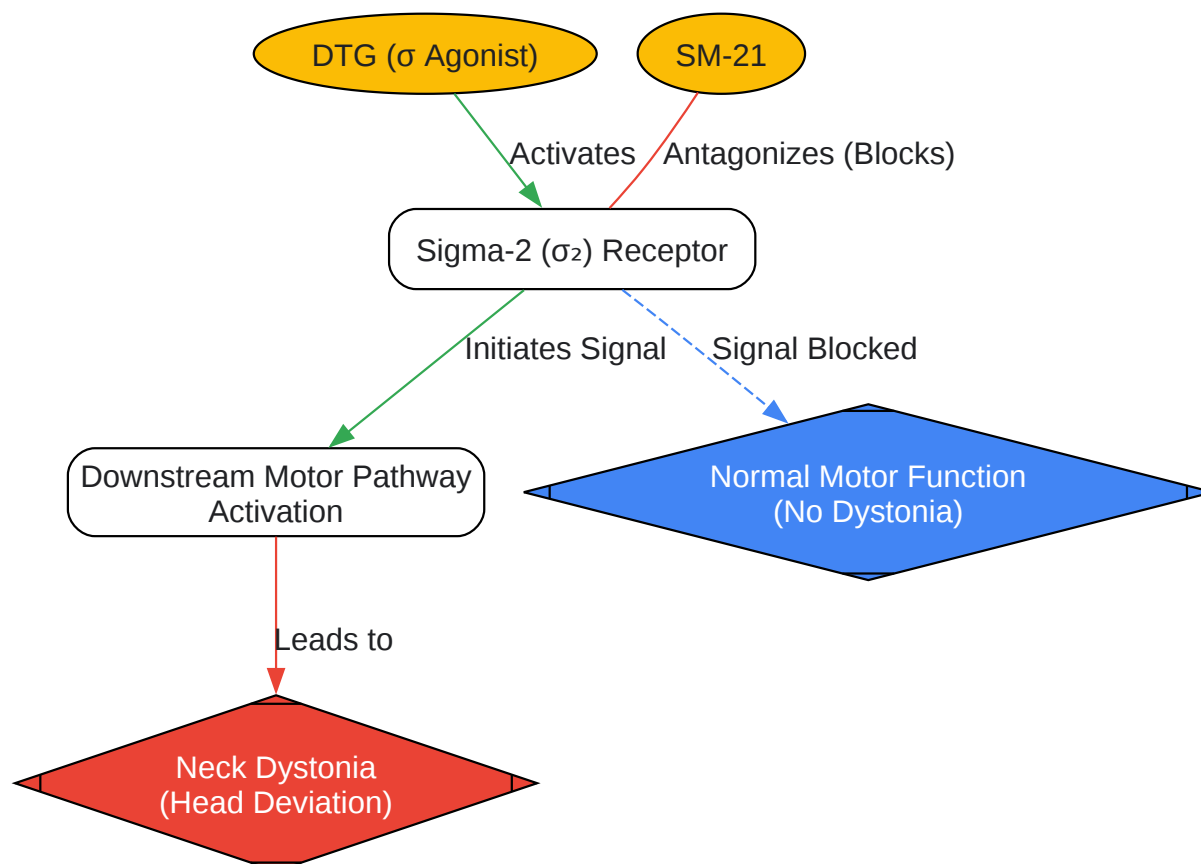 DTG (σ Agonist)
SM-21
Activates
Antagonizes (Blocks)
Sigma-2 (σ₂) Receptor
Initiates Signal
Signal Blocked
Downstream Motor Pathway
Activation
Normal Motor Function
(No Dystonia)
Leads to
Neck Dystonia
(Head Deviation)